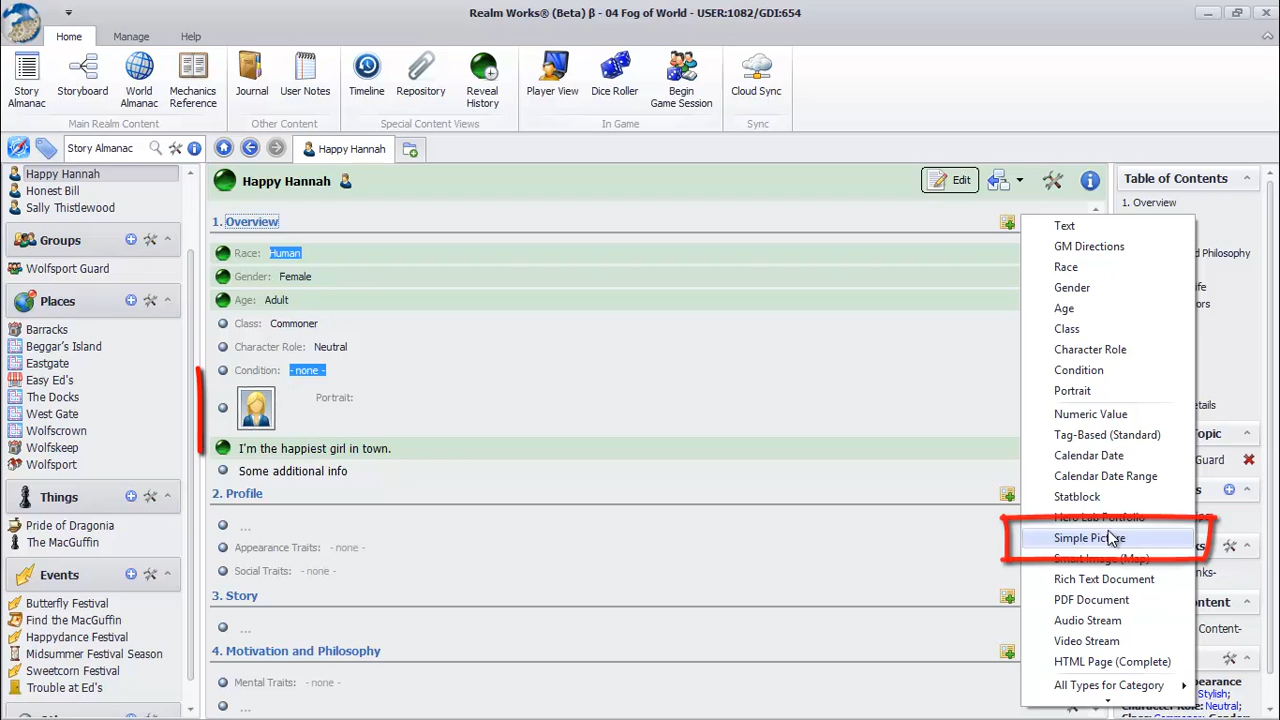 Realm Works® (Beta) β - 04 Fog of World - USER:1082/GDI:654
Home Manage Help
Story Almanac
Storyboard
World Almanac
Mechanics Reference
Main Realm Content
Journal
User Notes
Other Content
Timeline
Repository
Reveal History
Special Content Views
Player View
Dice Roller
Begin Game Session
In Game
Cloud Sync
Sync
Story Almanac
Happy Hannah
Happy Hannah
Honest Bill
Sally Thistlewood
Groups
Wolfsport Guard
Places
Barracks
Beggar's Island
Eastgate
Easy Ed's
The Docks
West Gate
Wolfscrown
Wolfskeep
Wolfsport
Things
Pride of Dragonia
The MacGuffin
Events
Butterfly Festival
Find the MacGuffin
Happydance Festival
Midsummer Festival Season
Sweetcorn Festival
Trouble at Ed's
Happy Hannah
Edit
1. Overview
Race: Human
Gender: Female
Age: Adult
Class: Commoner
Character Role: Neutral
Condition: - none -
Portrait:
I'm the happiest girl in town.
Some additional info
2. Profile
...
Appearance Traits: - none -
Social Traits: - none -
3. Story
...
4. Motivation and Philosophy
Mental Traits: - none -
...
Text
GM Directions
Race
Gender
Age
Class
Character Role
Condition
Portrait
Numeric Value
Tag-Based (Standard)
Calendar Date
Calendar Date Range
Statblock
Hero Lab Portfolio
Simple Picture
Smart Image (Map)
Rich Text Document
PDF Document
Audio Stream
Video Stream
HTML Page (Complete)
All Types for Category
Table of Contents
1. Overview
d Philosophy
Guard
Content-
Stylish;
Neutral;